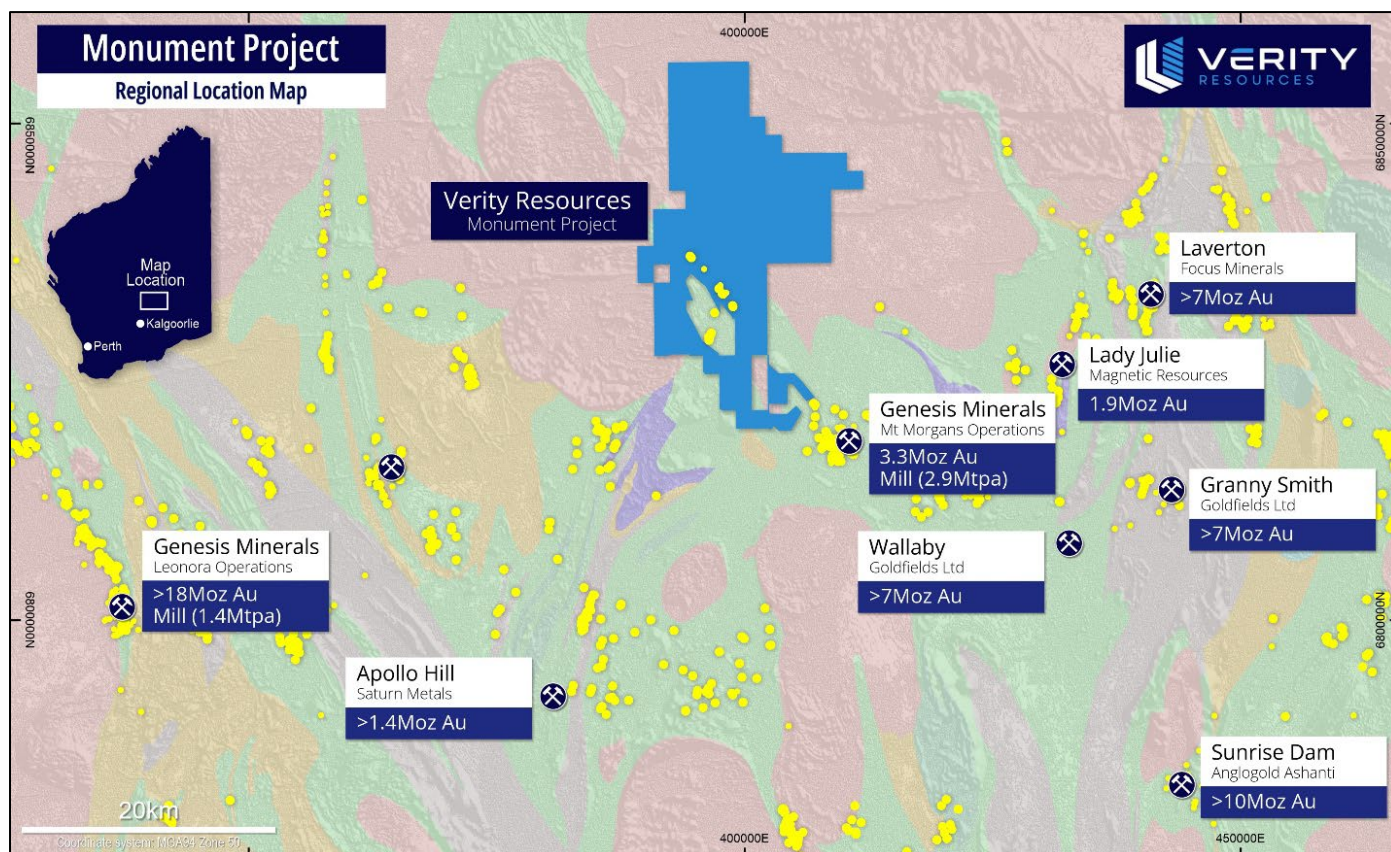 Monument Project
Regional Location Map
400000E
VERITY
RESOURCES
6850000N
6850000N
Map
Location
Kalgoorlie
Perth
Verity Resources
Monument Project
Laverton
Focus Minerals
>7Moz Au
Lady Julie
Magnetic Resources
1.9Moz Au
Genesis Minerals
Mt Morgans Operations
3.3Moz Au
Mill (2.9Mtpa)
Granny Smith
Goldfields Ltd
>7Moz Au
Wallaby
Goldfields Ltd
>7Moz Au
Genesis Minerals
Leonora Operations
>18Moz Au
Mill (1.4Mtpa)
6800000N
6800000N
Apollo Hill
Saturn Metals
>1.4Moz Au
Sunrise Dam
Anglogold Ashanti
>10Moz Au
20km
Coordinate system: MGA94 Zone 50
400000E
450000E